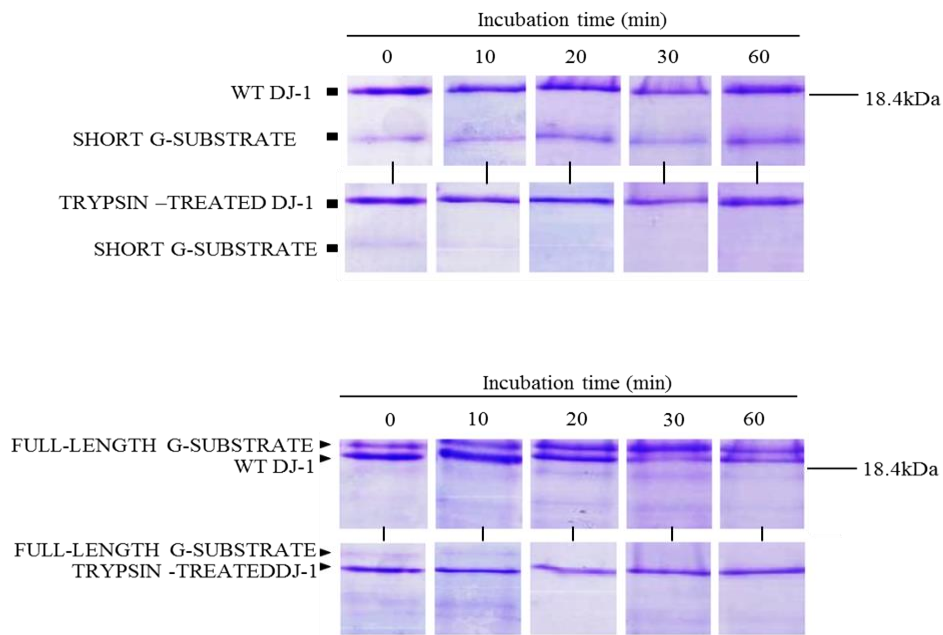 Incubation time (min)
0 10 20 30 60
WT DJ-1
18.4kDa
SHORT G-SUBSTRATE
TRYPSIN –TREATED DJ-1
SHORT G-SUBSTRATE
Incubation time (min)
0 10 20 30 60
FULL-LENGTH G-SUBSTRATE
WT DJ-1
18.4kDa
FULL-LENGTH G-SUBSTRATE
TRYPSIN -TREATEDDJ-1